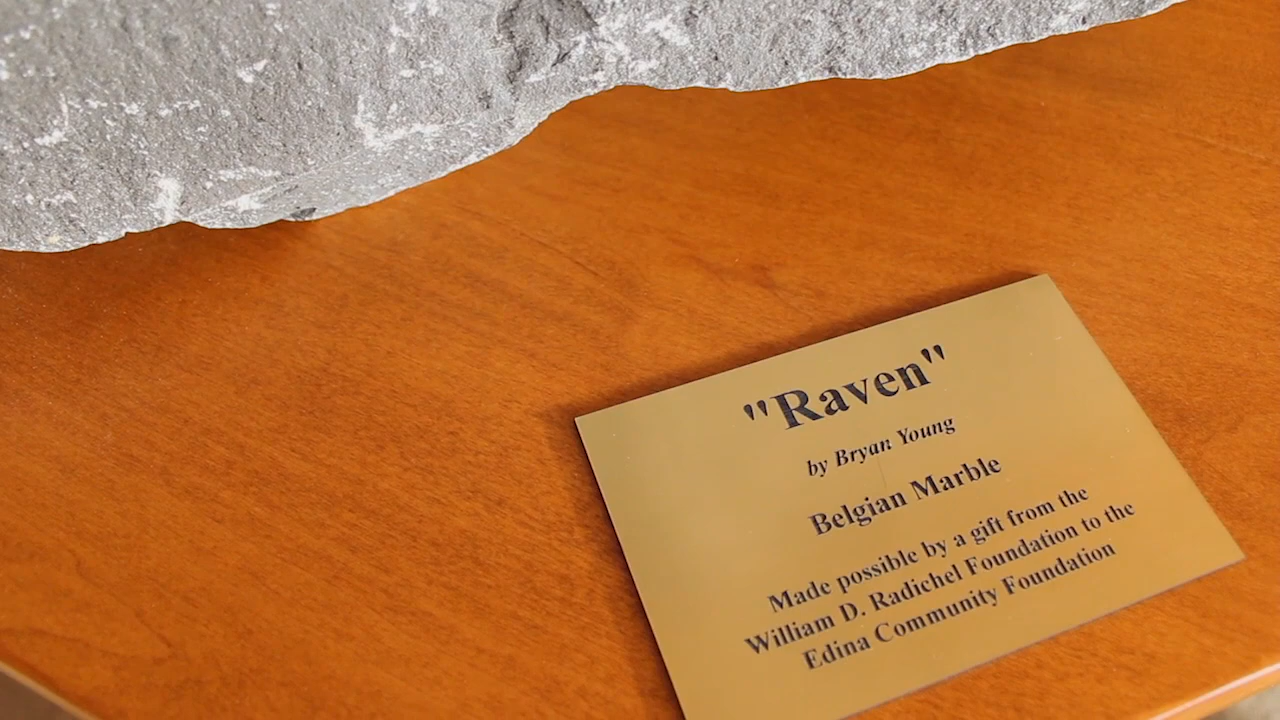 "Raven"
by Bryan Young
Belgian Marble
Made possible by a gift from the
William D. Radichel Foundation to the
Edina Community Foundation